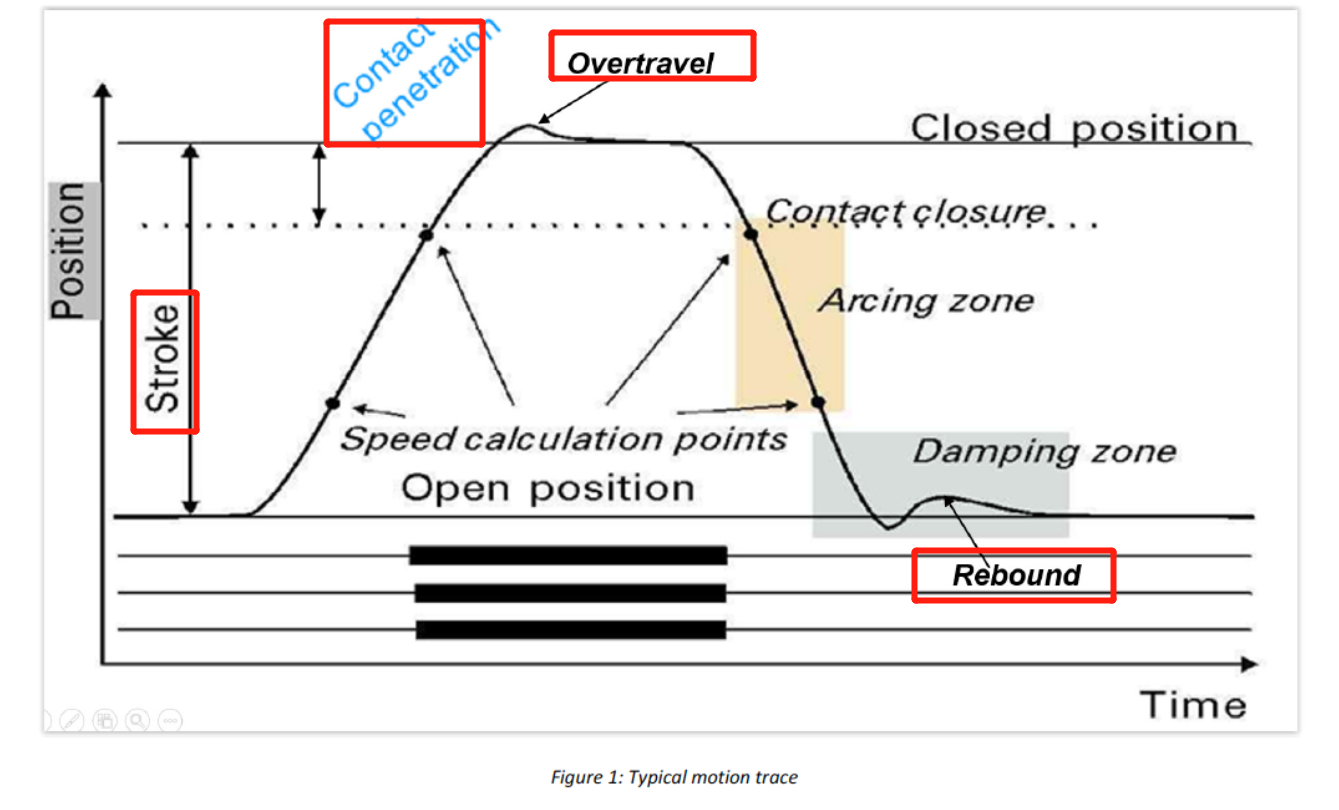 Contact
penetration
Overtravel
Closed position
Position
Contact closure
Stroke
Arcing zone
Speed calculation points
Damping zone
Open position
Rebound
Time
Figure 1: Typical motion trace